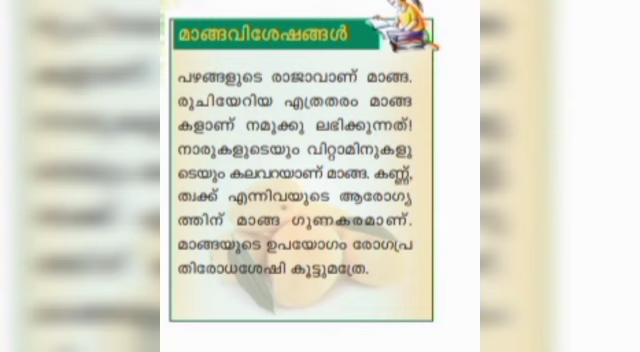 മാങ്ങവിശേഷങ്ങൾ
പഴങ്ങളുടെ രാജാവാണ് മാങ്ങ.
രുചിയേറിയ എത്രതരം മാങ്ങ
കളാണ് നമുക്കു ലഭിക്കുന്നത്!
നാരുകളുടെയും വിറ്റാമിനുകളു
ടെയും കലവറയാണ് മാങ്ങ. കണ്ണ്,
ത്വക്ക് എന്നിവയുടെ ആരോഗ്യ
ത്തിന് മാങ്ങ ഗുണകരമാണ്.
മാങ്ങയുടെ ഉപയോഗം രോഗപ്ര
തിരോധശേഷി കൂട്ടുമത്രേ.